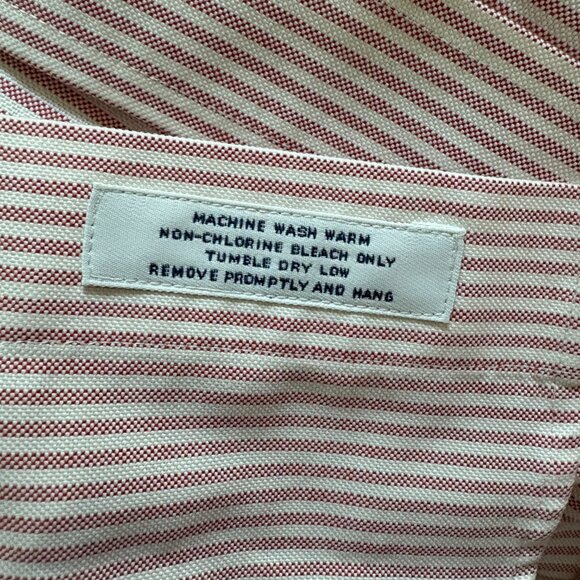 MACHINE WASH WARM
NON-CHLORINE BLEACH ONLY
TUMBLE DRY LOW
REMOVE PROMPTLY AND HANG